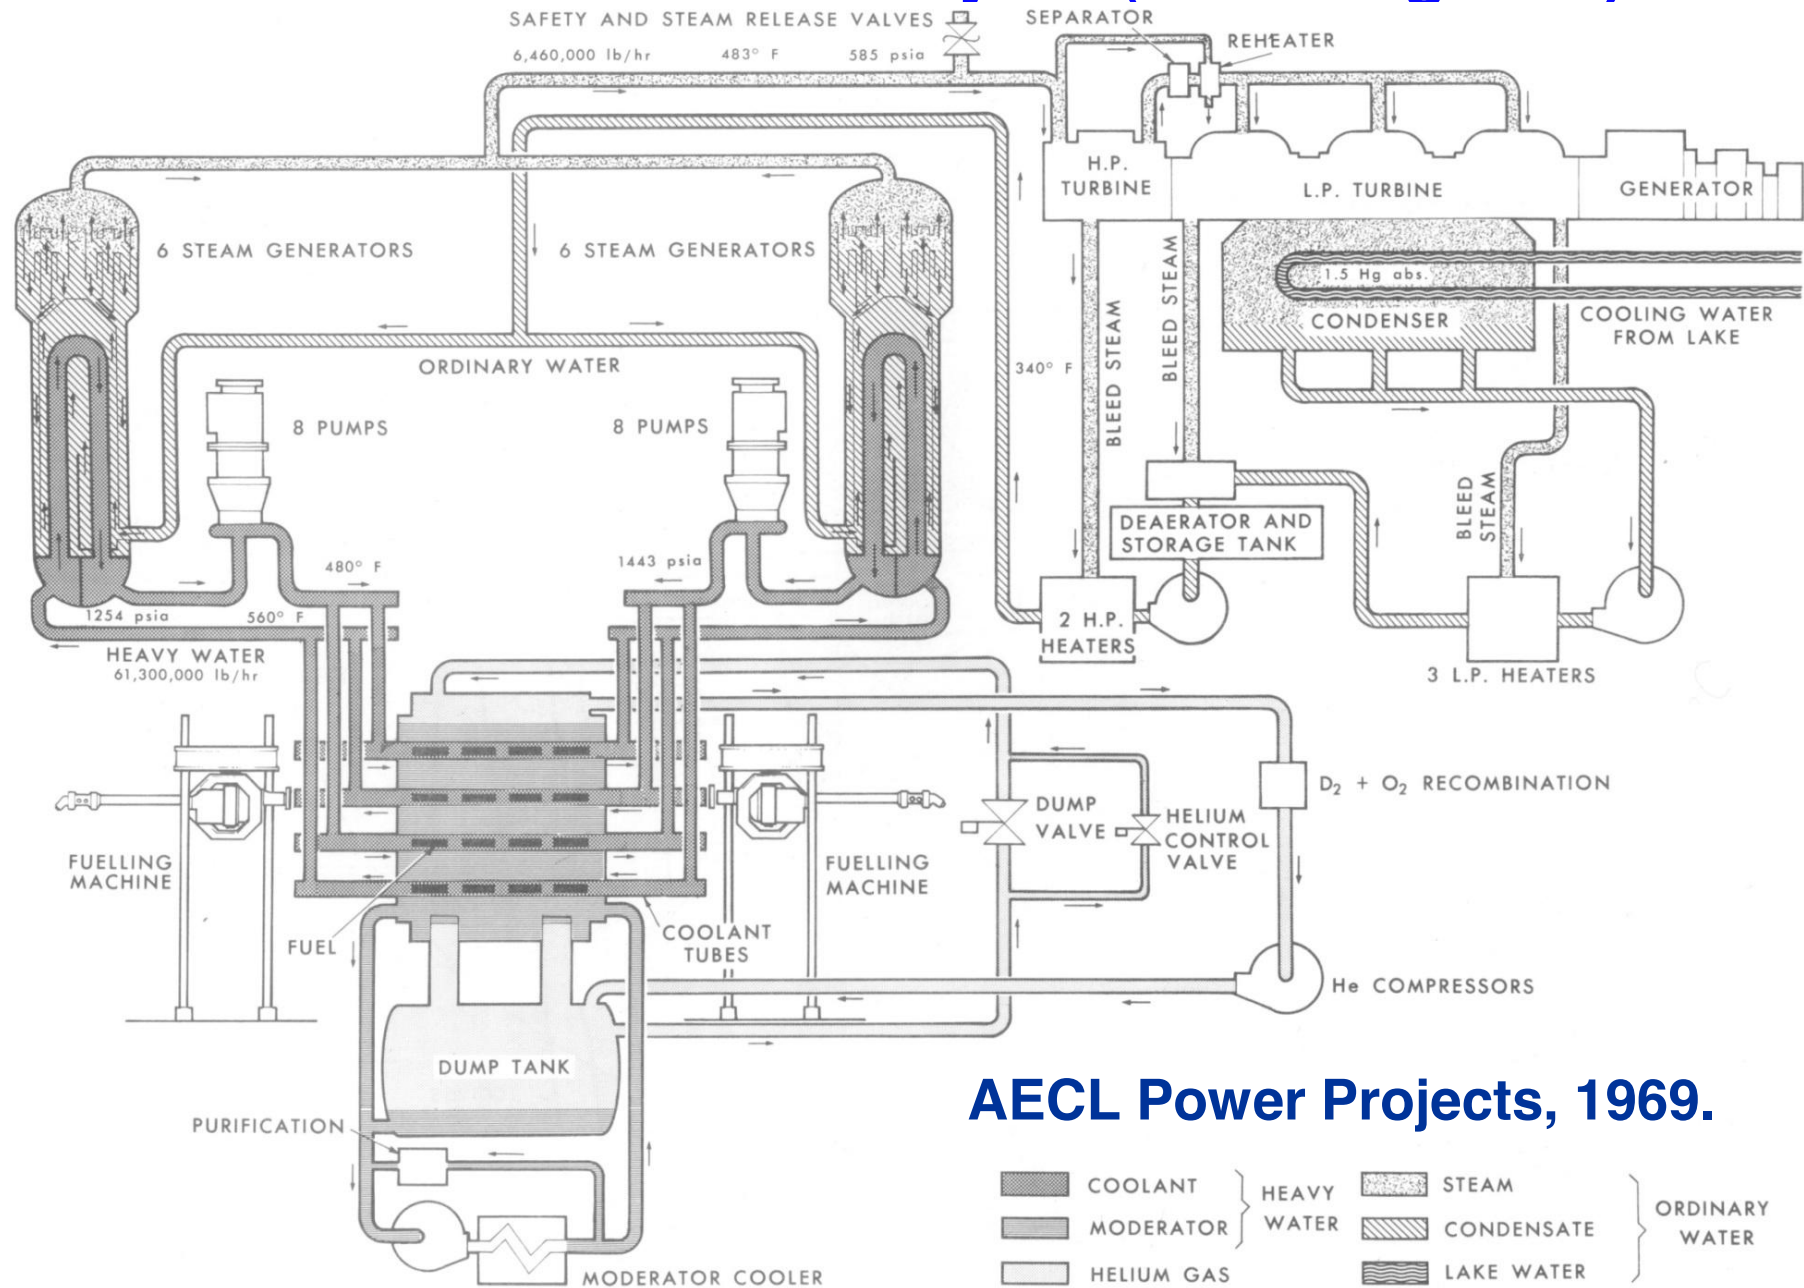 SAFETY AND STEAM RELEASE VALVES
6,460,000 lb/hr 483° F 585 psia
SEPARATOR
REHEATER
H.P.
TURBINE
L.P. TURBINE
GENERATOR
6 STEAM GENERATORS
6 STEAM GENERATORS
BLEED STEAM
BLEED STEAM
1.5 Hg abs.
CONDENSER
COOLING WATER
FROM LAKE
ORDINARY WATER
340° F
8 PUMPS
8 PUMPS
BLEED
STEAM
DEAERATOR AND
STORAGE TANK
480° F
1443 psia
1254 psia
560° F
HEAVY WATER
61,300,000 lb/hr
2 H.P.
HEATERS
3 L.P. HEATERS
D2 + O2 RECOMBINATION
DUMP
VALVE
HELIUM
CONTROL
VALVE
FUELLING
MACHINE
FUELLING
MACHINE
FUEL
COOLANT
TUBES
He COMPRESSORS
DUMP TANK
AECL Power Projects, 1969.
PURIFICATION
MODERATOR COOLER
COOLANT
MODERATOR
HEAVY
WATER
HELIUM GAS
STEAM
CONDENSATE
LAKE WATER
ORDINARY
WATER